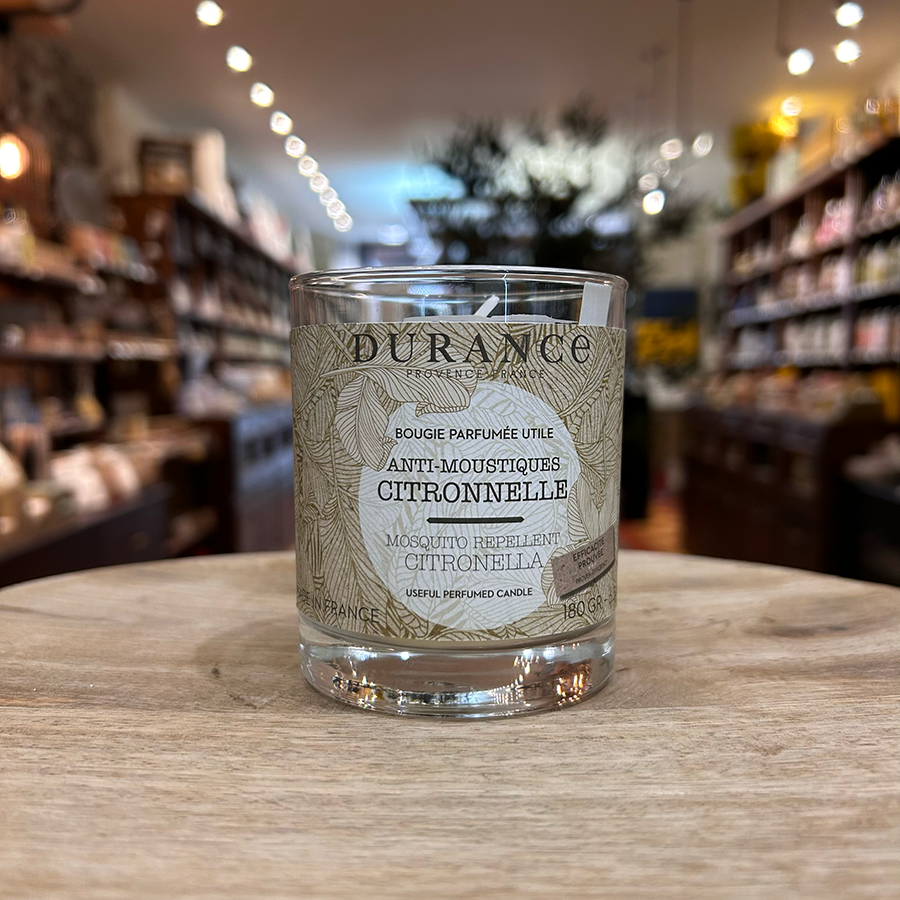 DURANCe
PROVENCE FRANCE
BOUGIE PARFUMÉE UTILE
ANTI-MOUSTIQUES
CITRONNELLE
MOSQUITO REPELLENT
CITRONELLA
USEFUL PERFUMED CANDLE
EFFICACITÉ
PROUVÉE
IN FRANCE
180 GR